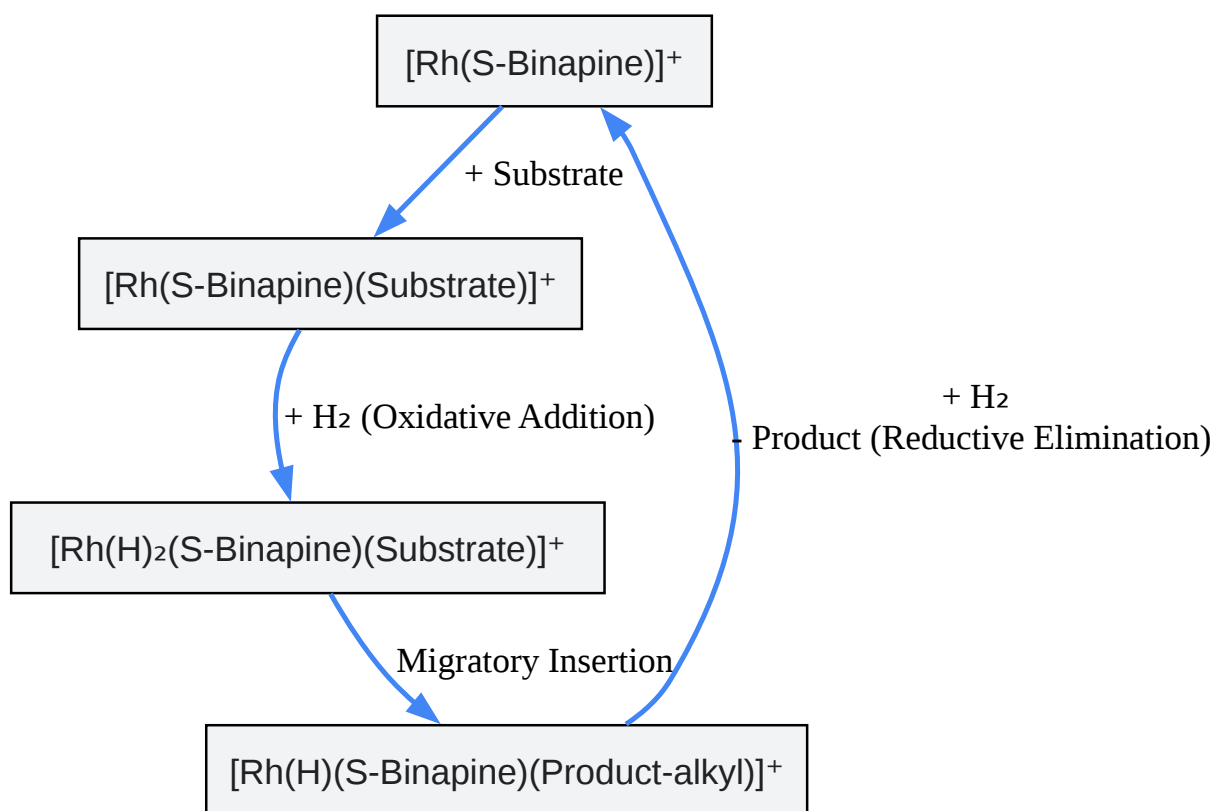 [Rh(S-Binapine)]⁺
+ Substrate
[Rh(S-Binapine)(Substrate)]⁺
+ H₂ (Oxidative Addition)
+ H₂
- Product (Reductive Elimination)
[Rh(H)₂(S-Binapine)(Substrate)]⁺
Migratory Insertion
[Rh(H)(S-Binapine)(Product-alkyl)]⁺